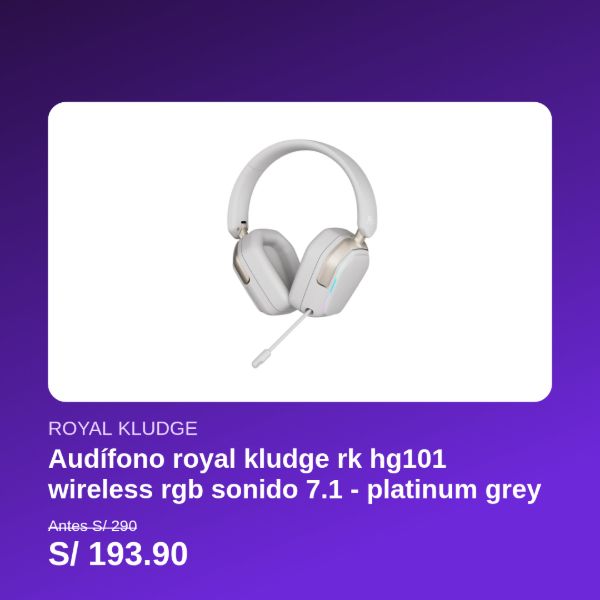 ROYAL KLUDGE
Audífono royal kludge rk hg101
wireless rgb sonido 7.1 - platinum grey
Antes S/ 290
S/ 193.90